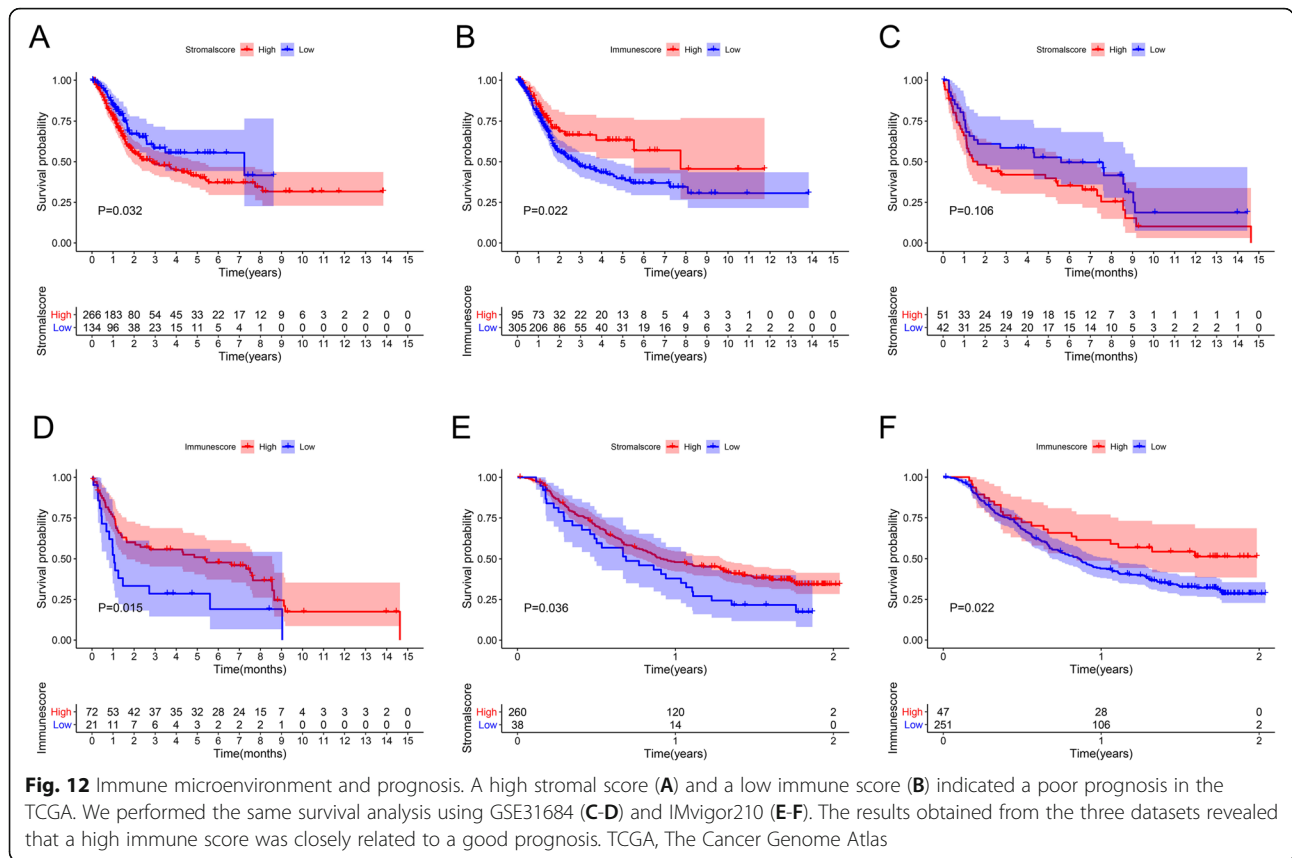 A
Stromalscore High Low
Survival probability
1.00
0.75
0.50
0.25
0.00
P=0.032
0 1 2 3 4 5 6 7 8 9 10 11 12 13 14 15
Time(years)
Stromalscore
High 266 183 80 54 45 33 22 17 12 9 6 3 2 2 0 0
Low 134 96 38 23 15 11 5 4 1 0 0 0 0 0 0 0
0 1 2 3 4 5 6 7 8 9 10 11 12 13 14 15
Time(years)
B
Immunescore High Low
Survival probability
1.00
0.75
0.50
0.25
0.00
P=0.022
0 1 2 3 4 5 6 7 8 9 10 11 12 13 14 15
Time(years)
Immunescore
High 95 73 32 22 20 13 8 5 4 3 3 1 0 0 0 0
Low 305 206 86 55 40 31 19 16 9 6 3 2 2 2 0 0
0 1 2 3 4 5 6 7 8 9 10 11 12 13 14 15
Time(years)
C
Stromalscore High Low
Survival probability
1.00
0.75
0.50
0.25
0.00
P=0.106
0 1 2 3 4 5 6 7 8 9 10 11 12 13 14 15
Time(months)
Stromalscore
High 51 33 24 19 19 18 15 12 7 3 1 1 1 1 1 0
Low 42 31 25 24 20 17 15 14 10 5 3 2 2 2 1 0
0 1 2 3 4 5 6 7 8 9 10 11 12 13 14 15
Time(months)
D
Immunescore High Low
Survival probability
1.00
0.75
0.50
0.25
0.00
P=0.015
0 1 2 3 4 5 6 7 8 9 10 11 12 13 14 15
Time(months)
Immunescore
High 72 53 42 37 35 32 28 24 15 7 4 3 3 3 2 0
Low 21 11 7 6 4 3 2 2 2 1 0 0 0 0 0 0
0 1 2 3 4 5 6 7 8 9 10 11 12 13 14 15
Time(months)
E
Stromalscore High Low
Survival probability
1.00
0.75
0.50
0.25
0.00
P=0.036
0 1 2
Time(years)
Stromalscore
High 260 120 2
Low 38 14 0
0 1 2
Time(years)
F
Immunescore High Low
Survival probability
1.00
0.75
0.50
0.25
0.00
P=0.022
0 1 2
Time(years)
Immunescore
High 47 28 0
Low 251 106 2
0 1 2
Time(years)
Fig. 12 Immune microenvironment and prognosis. A high stromal score (A) and a low immune score (B) indicated a poor prognosis in the
TCGA. We performed the same survival analysis using GSE31684 (C-D) and IMvigor210 (E-F). The results obtained from the three datasets revealed
that a high immune score was closely related to a good prognosis. TCGA, The Cancer Genome Atlas